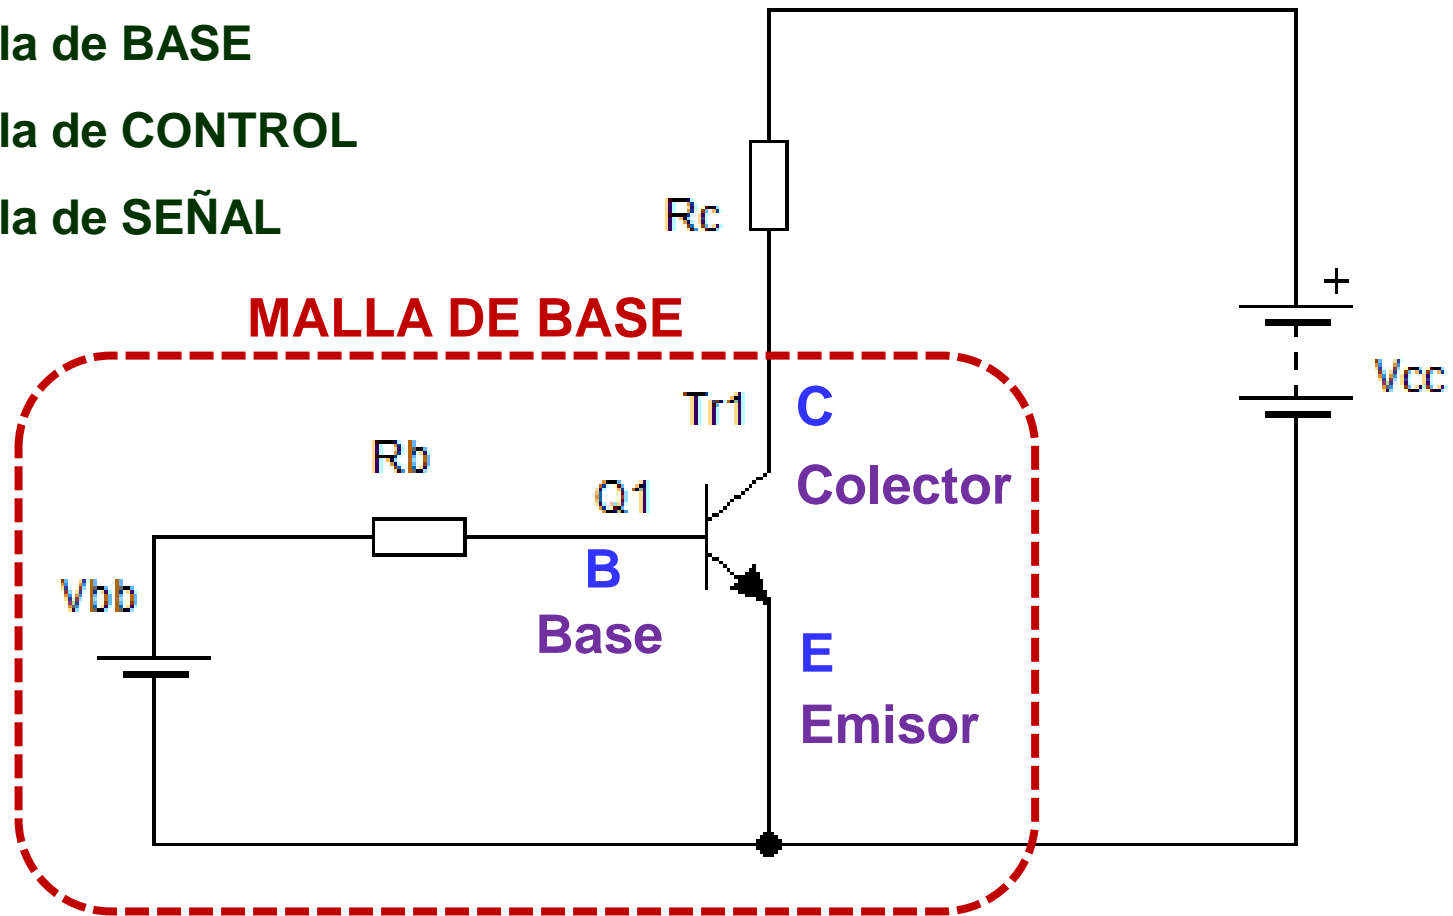 la de BASE
la de CONTROL
la de SEÑAL
Rc
MALLA DE BASE
+
Vcc
Tr1
C
Rb
Colector
Q1
B
Vbb
Base
E
Emisor